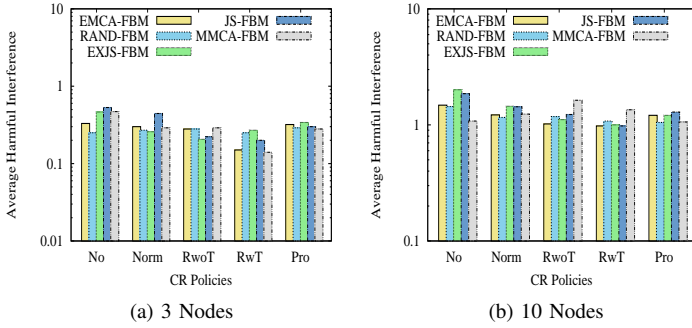 EMCA-FBM
RAND-FBM
EXJS-FBM
JS-FBM
MMCA-FBM
10
1
0.1
0.01
Average Harmful Interference
No Norm RwoT RwT Pro
CR Policies
(a) 3 Nodes
EMCA-FBM
RAND-FBM
EXJS-FBM
JS-FBM
MMCA-FBM
10
1
0.1
Average Harmful Interference
No Norm RwoT RwT Pro
CR Policies
(b) 10 Nodes